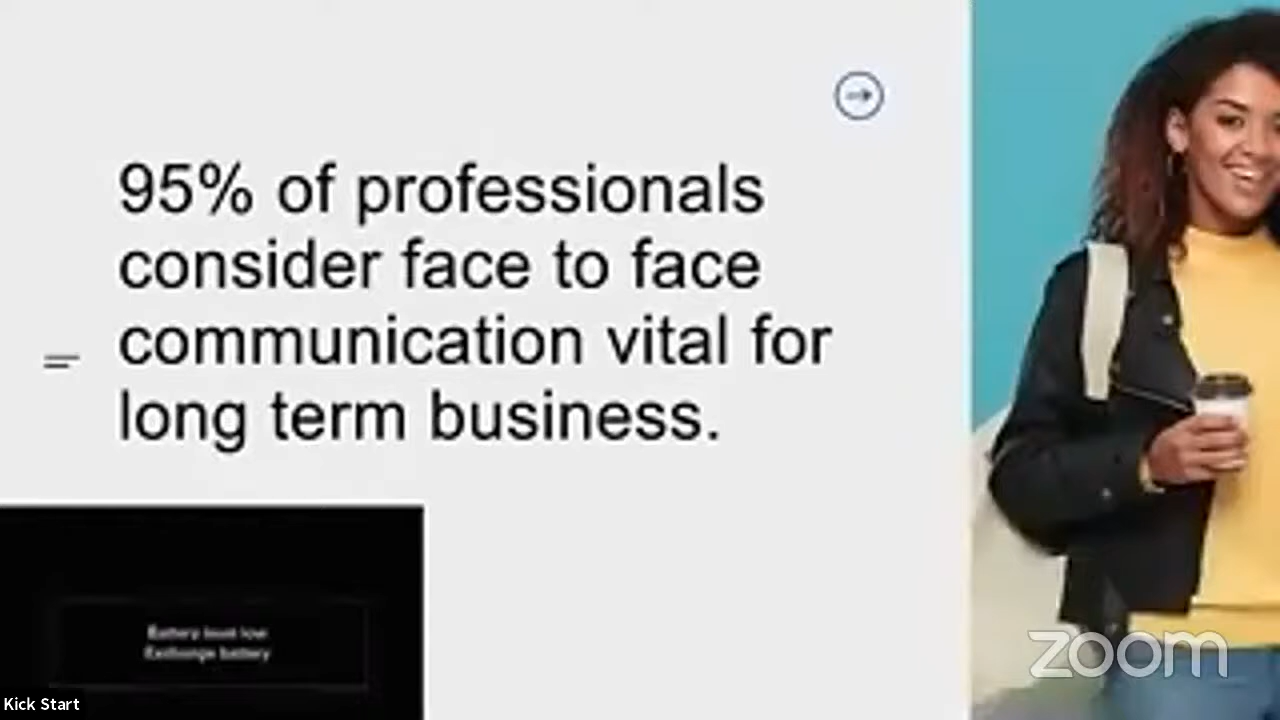 95% of professionals
consider face to face
communication vital for
long term business.
Battery level low
Exchange battery
Kick Start
zoom